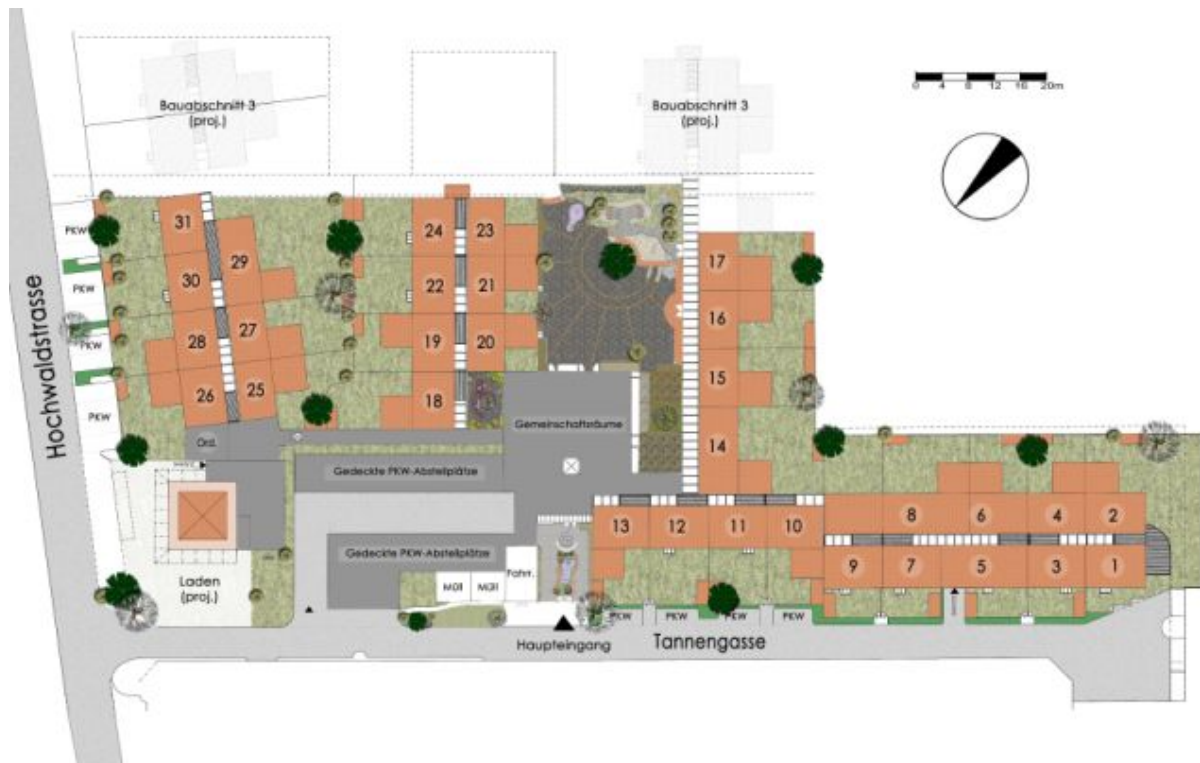 Bauabschnitt 3
(proj.)
Bauabschnitt 3
(proj.)
0 4 8 12 16 20m
Hochwaldstrasse
PKW
PKW
PKW
PKW
31
30
29
28
27
26
25
24
23
22
21
19
20
18
17
16
15
14
Ord.
Gemeinschaftsräume
Gedeckte PKW-Abstellplätze
Gedeckte PKW-Abstellplätze
13
12
11
10
8
6
4
2
9
7
5
3
1
Laden
(proj.)
Müll
Müll
Fahrr.
PKW
PKW
PKW
PKW
Haupteingang
Tannengasse